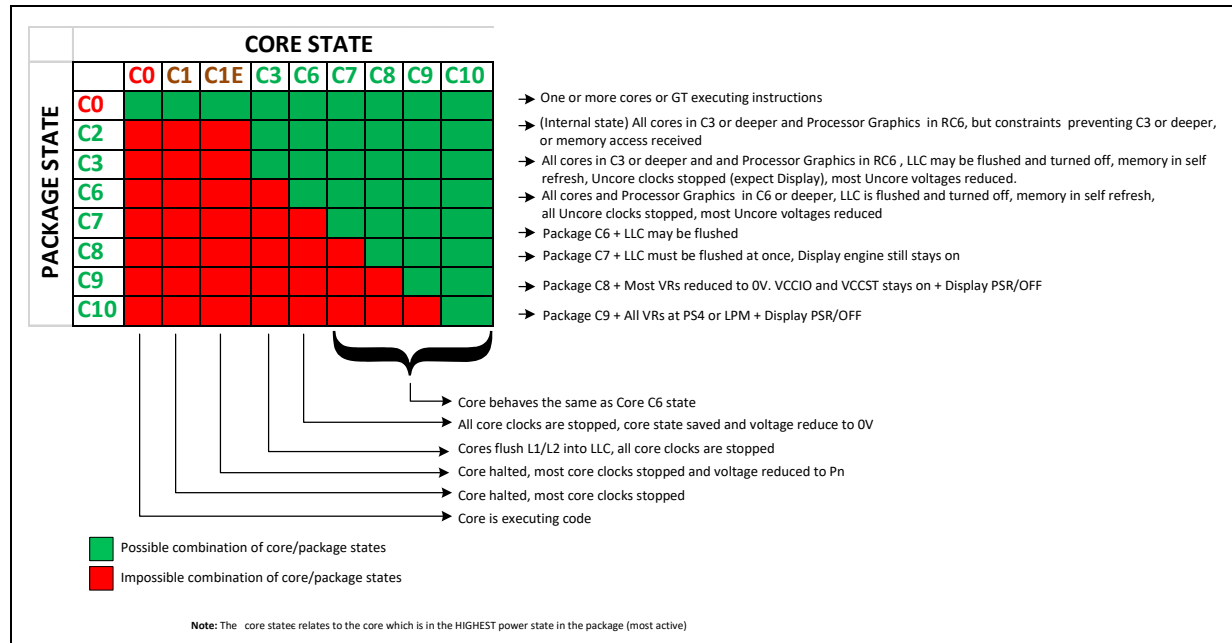 CORE STATE
PACKAGE STATE
C0 C1 C1E C3 C6 C7 C8 C9 C10
C0
C2
C3
C6
C7
C8
C9
C10
One or more cores or GT executing instructions
(Internal state) All cores in C3 or deeper and Processor Graphics in RC6, but constraints preventing C3 or deeper,
or memory access received
All cores in C3 or deeper and and Processor Graphics in RC6 , LLC may be flushed and turned off, memory in self
refresh, Uncore clocks stopped (expect Display), most Uncore voltages reduced.
All cores and Processor Graphics in C6 or deeper, LLC is flushed and turned off, memory in self refresh,
all Uncore clocks stopped, most Uncore voltages reduced
Package C6 + LLC may be flushed
Package C7 + LLC must be flushed at once, Display engine still stays on
Package C8 + Most VRs reduced to 0V. VCCIO and VCCST stays on + Display PSR/OFF
Package C9 + All VRs at PS4 or LPM + Display PSR/OFF
Core behaves the same as Core C6 state
All core clocks are stopped, core state saved and voltage reduce to 0V
Cores flush L1/L2 into LLC, all core clocks are stopped
Core halted, most core clocks stopped and voltage reduced to Pn
Core halted, most core clocks stopped
Core is executing code
Possible combination of core/package states
Impossible combination of core/package states
Note: The core statec relates to the core which is in the HIGHEST power state in the package (most active)